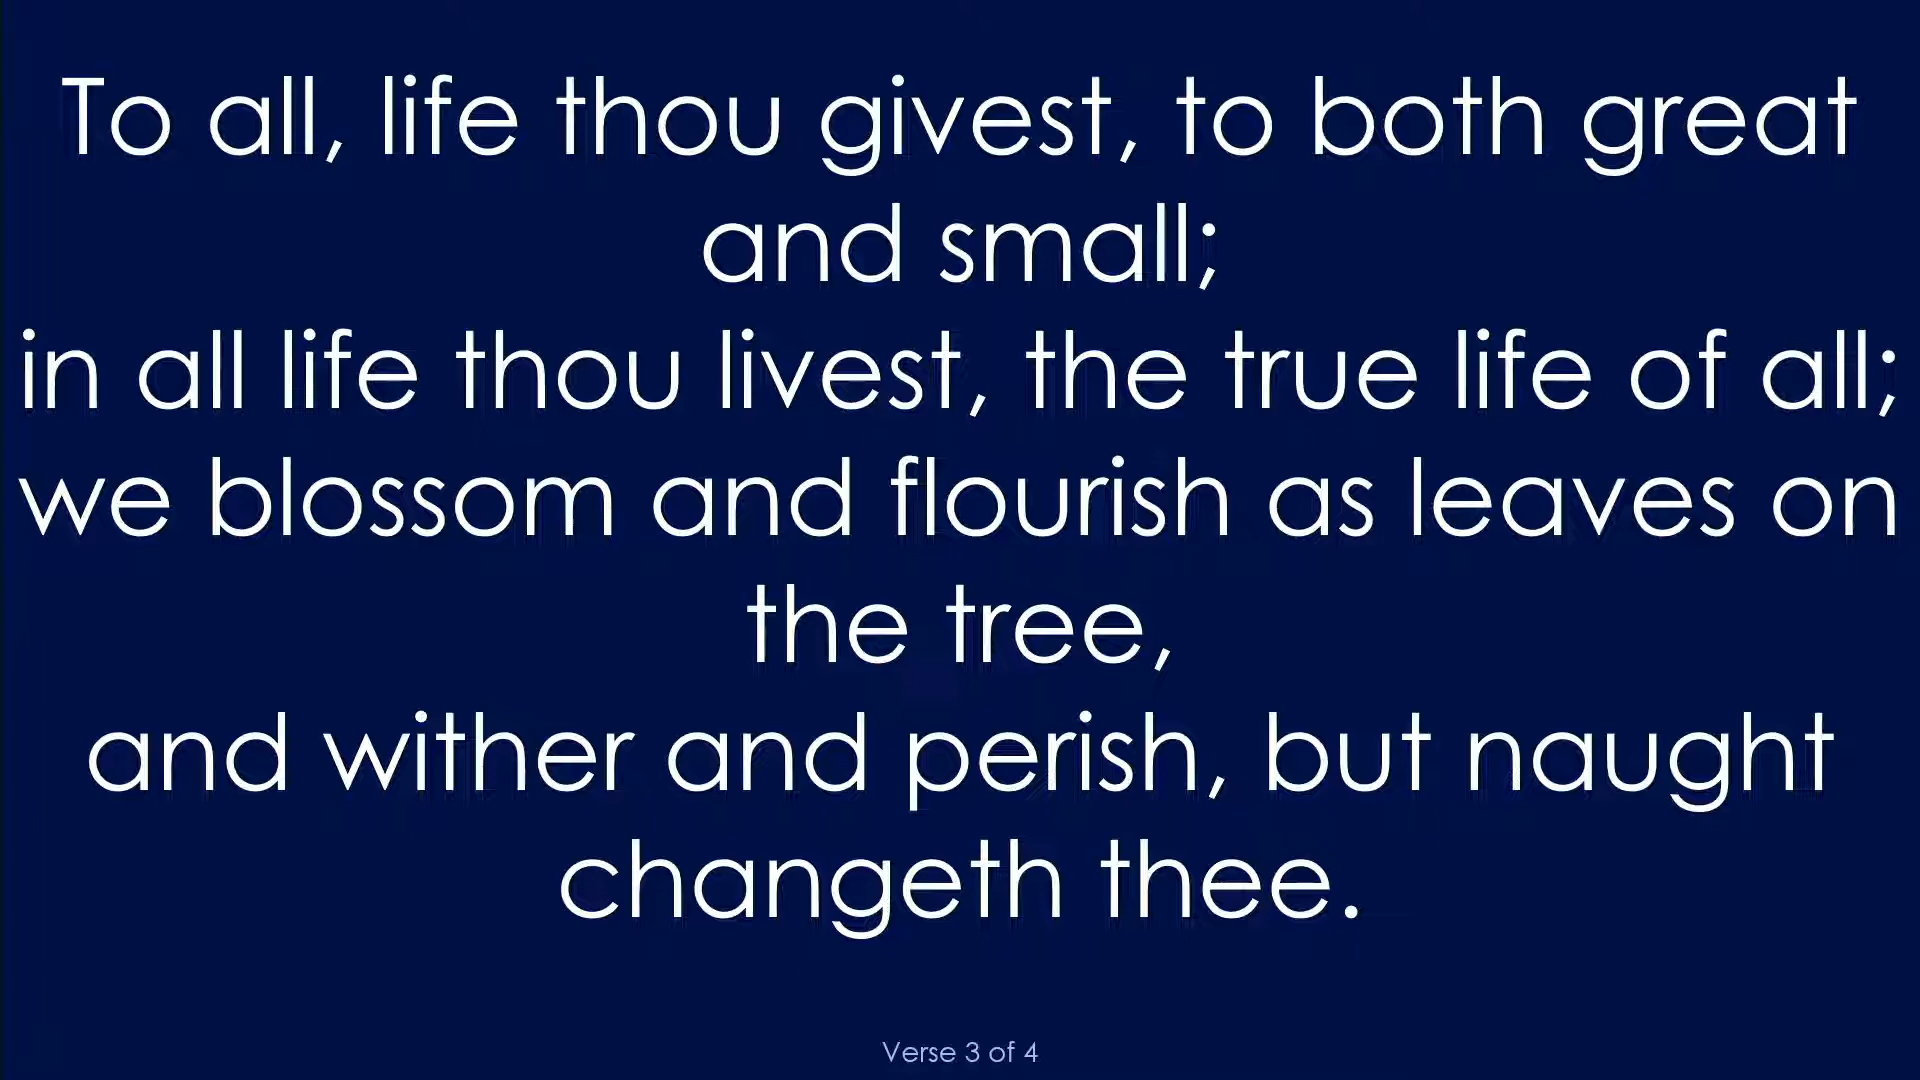 To all, life thou givest, to both great
and small;
in all life thou livest, the true life of all;
we blossom and flourish as leaves on
the tree,
and wither and perish, but naught
changeth thee.
Verse 3 of 4